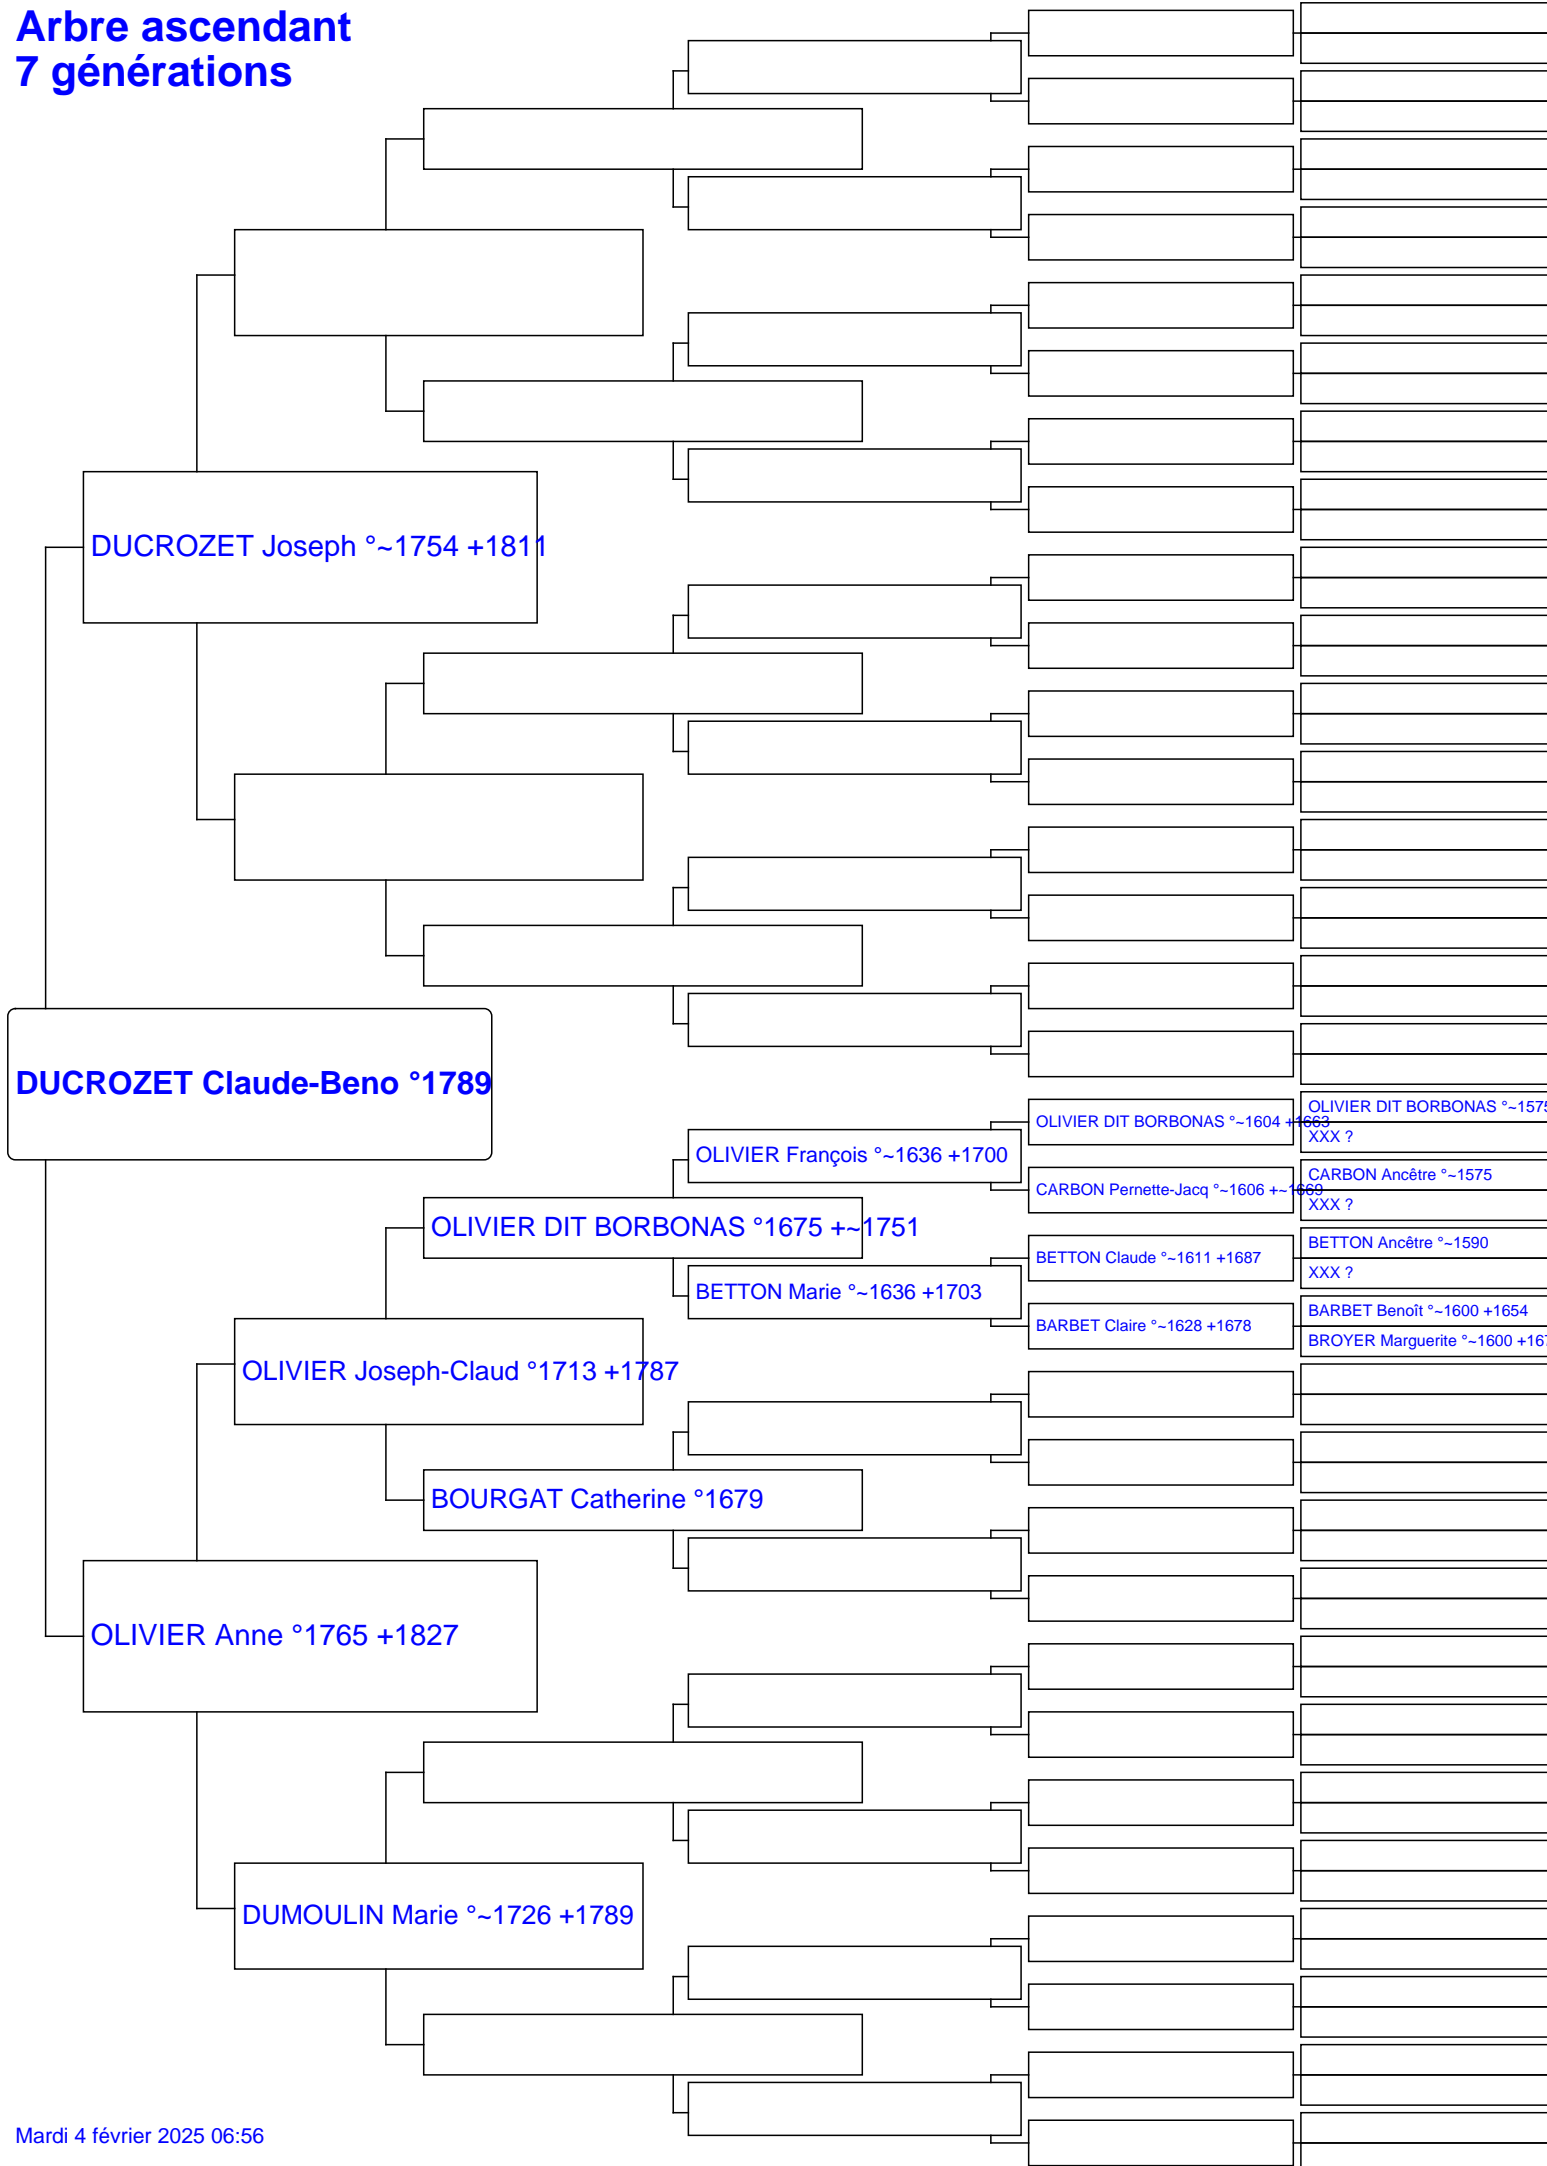 Arbre ascendant
7 générations
DUCROZET Joseph °~1754 +1811
DUCROZET Claude-Beno °1789
OLIVIER DIT BORBONAS °~1575
OLIVIER DIT BORBONAS °~1604 +1663
XXX ?
OLIVIER François °~1636 +1700
CARBON Ancêtre °~1575
CARBON Pernette-Jacq °~1606 +~1669
XXX ?
OLIVIER DIT BORBONAS °1675 +~1751
BETTON Ancêtre °~1590
BETTON Claude °~1611 +1687
XXX ?
BETTON Marie °~1636 +1703
BARBET Benoît °~1600 +1654
BARBET Claire °~1628 +1678
BROYER Marguerite °~1600 +167
OLIVIER Joseph-Claud °1713 +1787
BOURGAT Catherine °1679
OLIVIER Anne °1765 +1827
DUMOULIN Marie °~1726 +1789
Mardi 4 février 2025 06:56